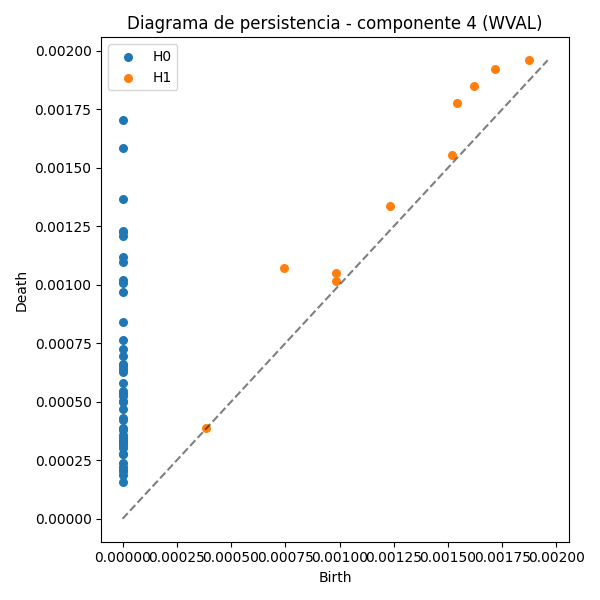 Diagrama de persistencia - componente 4 (WVAL)
H0
H1
Death
0.00200
0.00175
0.00150
0.00125
0.00100
0.00075
0.00050
0.00025
0.00000
0.00000 0.00025 0.00050 0.00075 0.00100 0.00125 0.00150 0.00175 0.00200
Birth